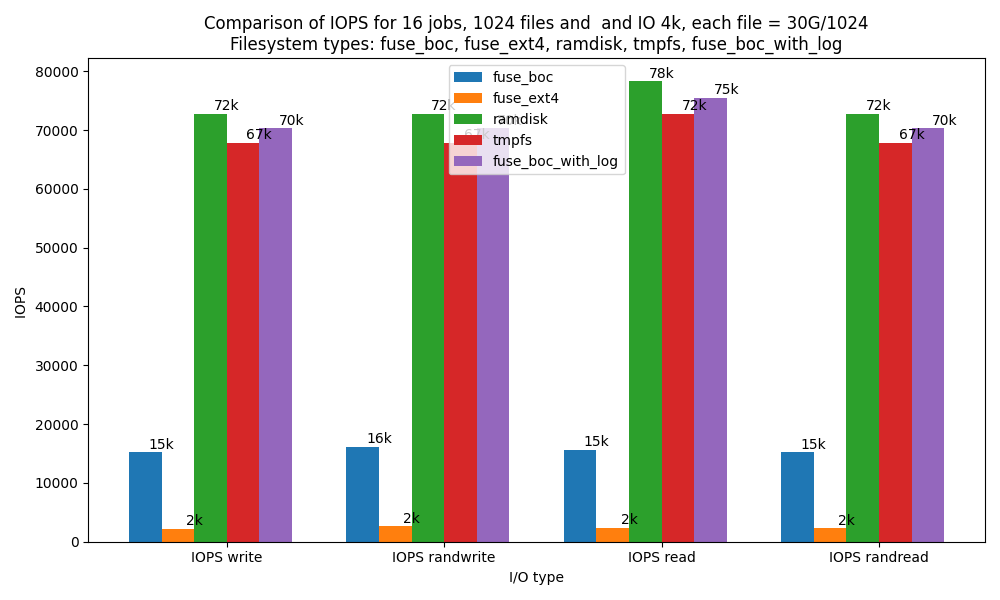 Comparison of IOPS for 16 jobs, 1024 files and  and IO 4k, each file = 30G/1024
Filesystem types: fuse_boc, fuse_ext4, ramdisk, tmpfs, fuse_boc_with_log
fuse_boc
fuse_ext4
ramdisk
tmpfs
fuse_boc_with_log
80000
70000
60000
50000
40000
30000
20000
10000
0
IOPS
15k
2k
72k
67k
70k
16k
2k
72k
67k
70k
15k
2k
78k
72k
75k
15k
2k
72k
67k
70k
IOPS write
IOPS randwrite
IOPS read
IOPS randread
I/O type